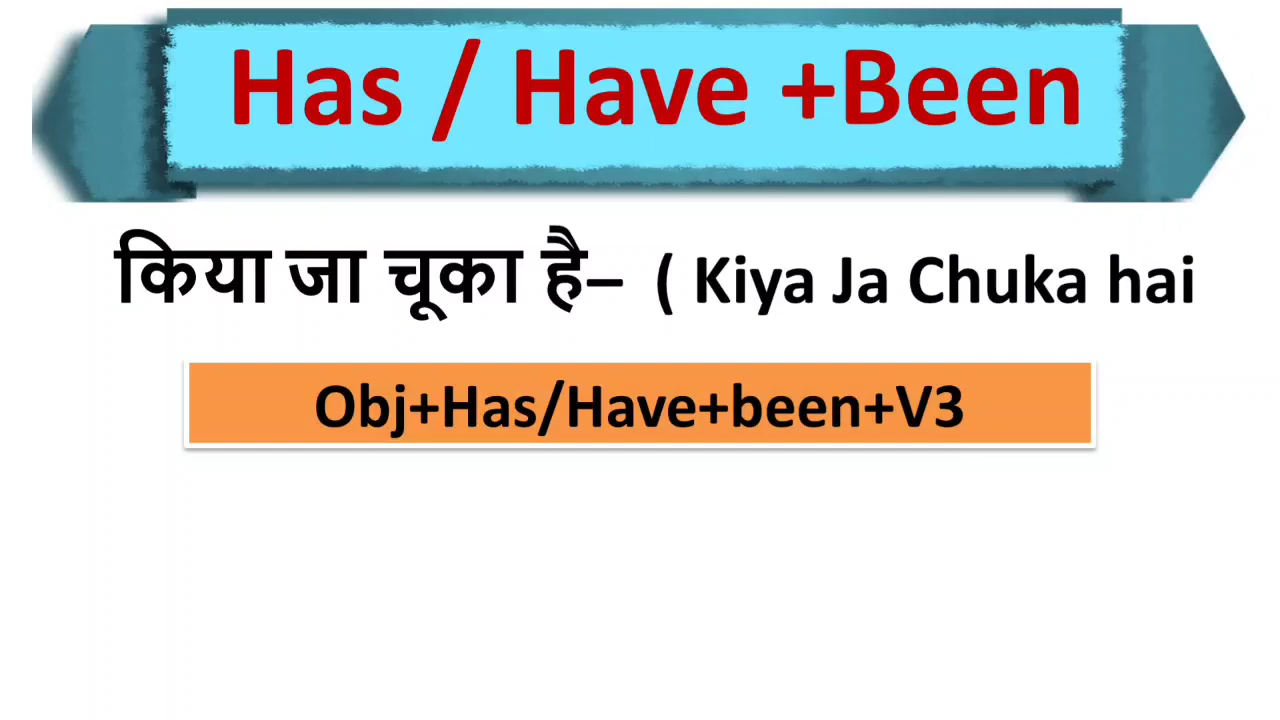 Has / Have +Been
किया जा चूका है– ( Kiya Ja Chuka hai
Obj+Has/Have+been+V3